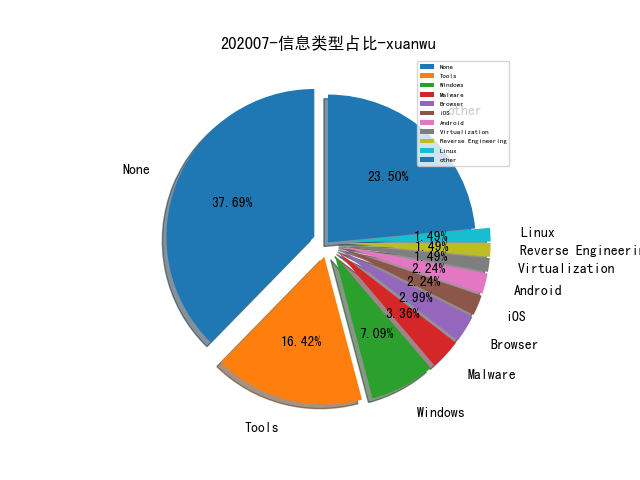 202007-信息类型占比-xuanwu
None
Tools
Windows
Malware
Browser
iOS
Android
Virtualization
Reverse Engineering
Linux
other
other
None
37.69%
23.50%
1.49%
Linux
1.49%
Reverse Engineeri
1.49%
Virtualization
2.24%
Android
2.24%
iOS
2.99%
Browser
3.36%
Malware
7.09%
Windows
16.42%
Tools